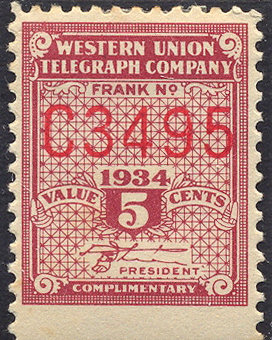 WESTERN UNION
TELEGRAPH COMPANY
FRANK Nº
C3495
1934
VALUE 5 CENTS
PRESIDENT
COMPLIMENTARY